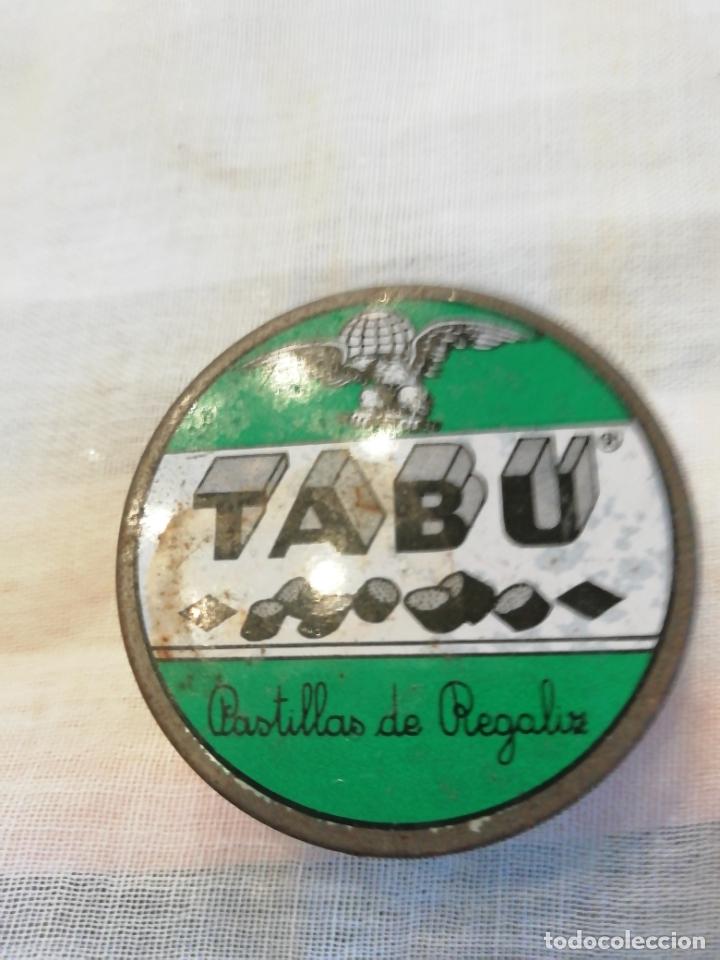 TABU®
Pastillas de Regaliz
todocoleccion